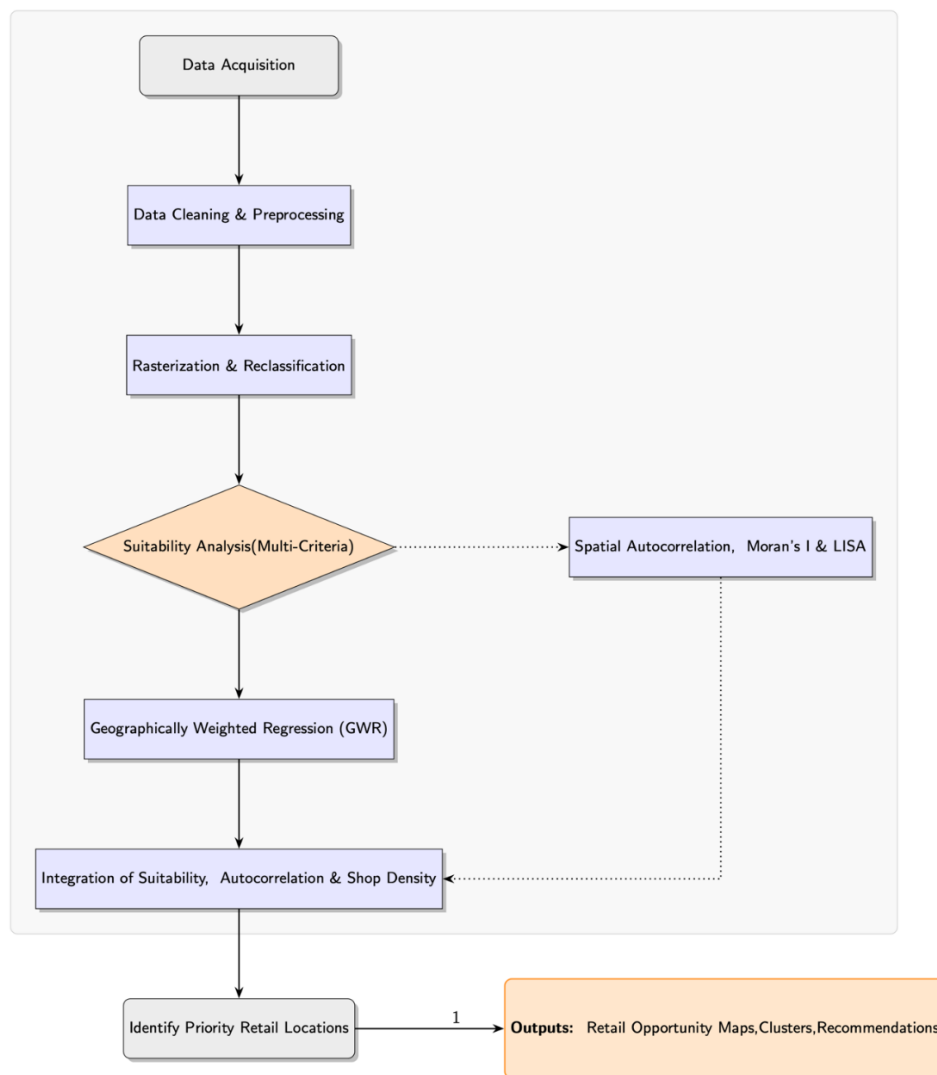 Data Acquisition
Data Cleaning & Preprocessing
Rasterization & Reclassification
Suitability Analysis(Multi-Criteria)
Spatial Autocorrelation, Moran's I & LISA
Geographically Weighted Regression (GWR)
Integration of Suitability, Autocorrelation & Shop Density
Identify Priority Retail Locations
1
Outputs: Retail Opportunity Maps,Clusters,Recommendations